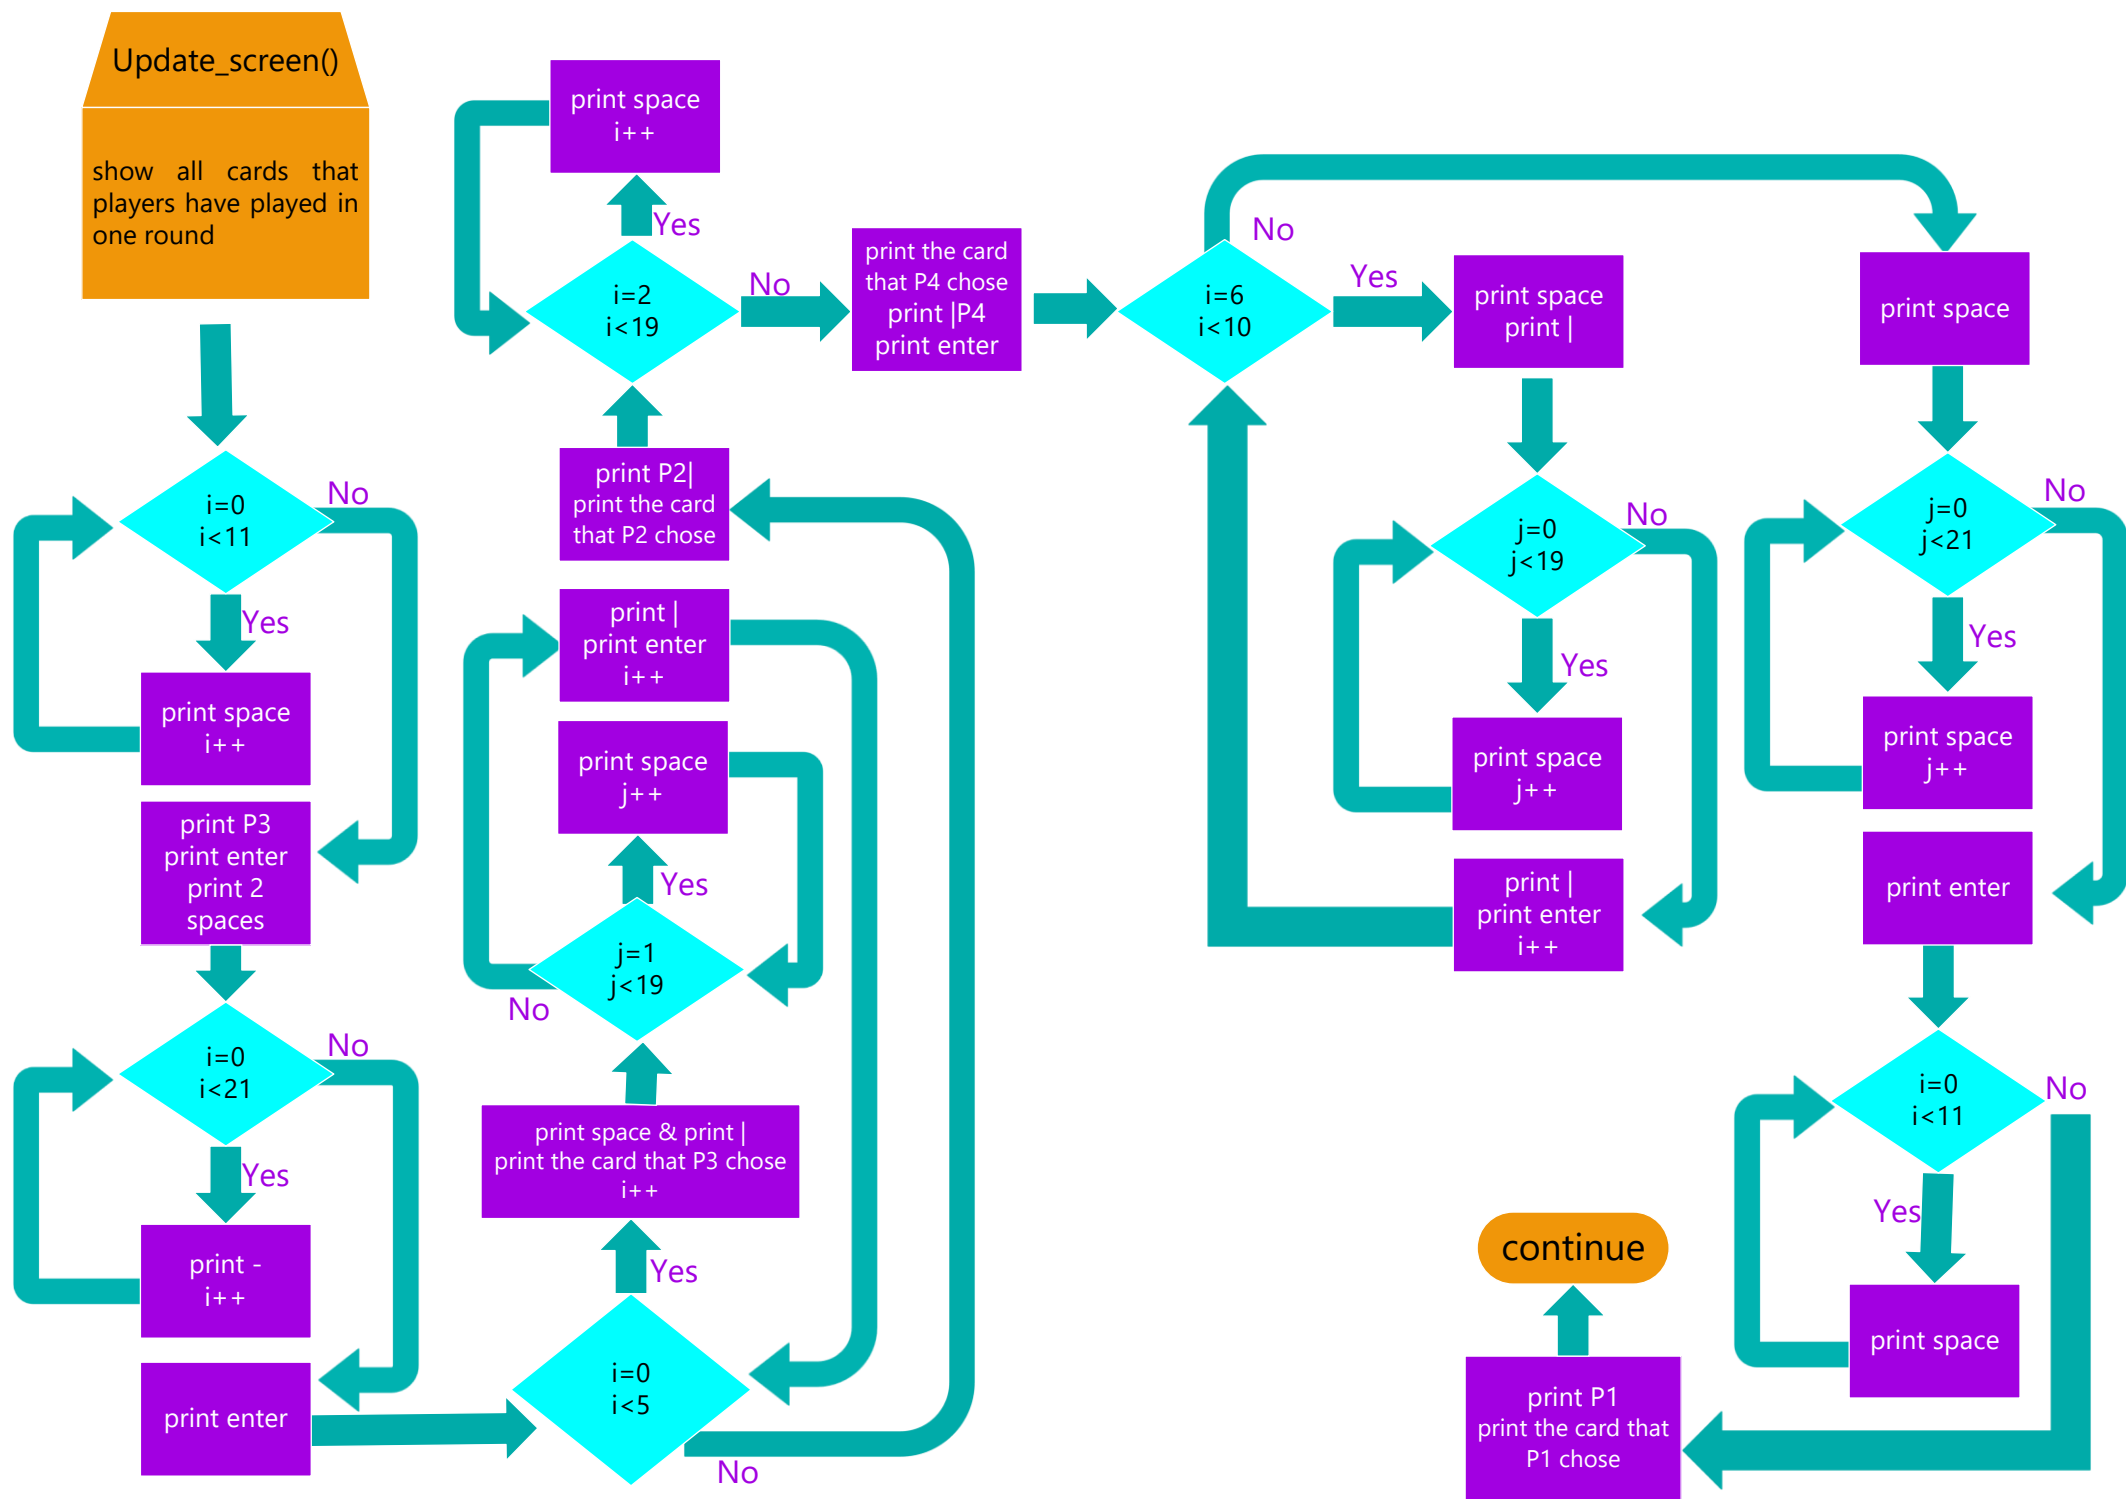 Update_screen()
show all cards that
players have played in
one round
i=0
i<11
No
Yes
print space
i++
print P3
print enter
print 2
spaces
i=0
i<21
No
Yes
print -
i++
print enter
i=0
i<5
Yes
No
print space & print |
print the card that P3 chose
i++
j=1
j<19
Yes
No
print space
j++
print |
print enter
i++
print P2|
print the card
that P2 chose
i=2
i<19
Yes
No
print space
i++
print the card
that P4 chose
print |P4
print enter
i=6
i<10
No
Yes
print space
print |
j=0
j<19
No
Yes
print space
j++
print |
print enter
i++
print space
j=0
j<21
No
Yes
print space
j++
print enter
i=0
i<11
No
Yes
print space
print P1
print the card that
P1 chose
continue